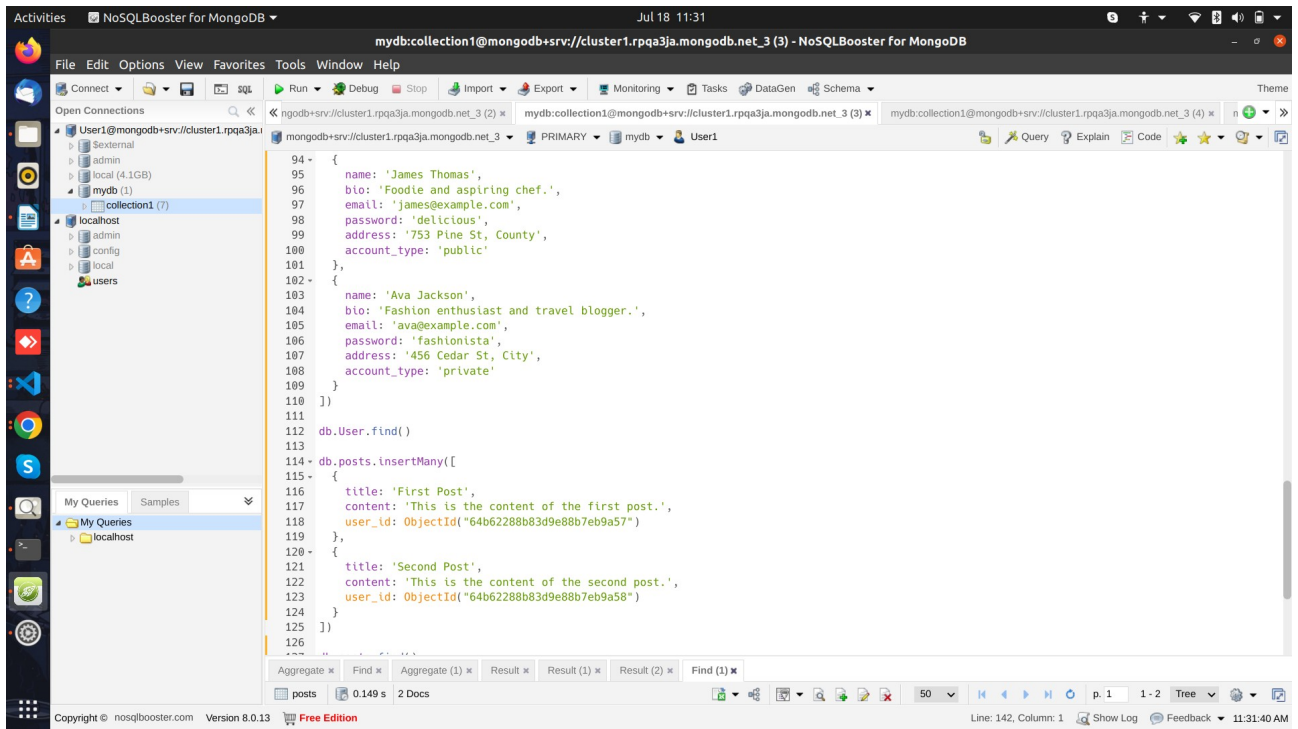 Activities NoSQLBooster for MongoDB Jul 18 11:31
mydb:collection1@mongodb+srv://cluster1.rpqa3ja.mongodb.net_3 (3) - NoSQLBooster for MongoDB
File Edit Options View Favorites Tools Window Help
Connect SQL Run Debug Stop Import Export Monitoring Tasks DataGen Schema Theme
Open Connections
ngodb+srv://cluster1.rpqa3ja.mongodb.net_3 (2) mydb:collection1@mongodb+srv://cluster1.rpqa3ja.mongodb.net_3 (3) mydb:collection1@mongodb+srv://cluster1.rpqa3ja.mongodb.net_3 (4) n
User1@mongodb+srv://cluster1.rpqa3ja.
mongodb+srv://cluster1.rpqa3ja.mongodb.net_3 PRIMARY mydb User1 Query Explain Code
$external
admin
local (4.1GB)
mydb (1)
collection1 (7)
localhost
admin
config
local
users
94 {
95 name: 'James Thomas',
96 bio: 'Foodie and aspiring chef.',
97 email: 'james@example.com',
98 password: 'delicious',
99 address: '753 Pine St, County',
100 account_type: 'public'
101 },
102 {
103 name: 'Ava Jackson',
104 bio: 'Fashion enthusiast and travel blogger.',
105 email: 'ava@example.com',
106 password: 'fashionista',
107 address: '456 Cedar St, City',
108 account_type: 'private'
109 }
110 ])
111
112 db.User.find()
113
114 db.posts.insertMany([
115 {
116 title: 'First Post',
117 content: 'This is the content of the first post.',
118 user_id: ObjectId("64b62288b83d9e88b7eb9a57")
119 },
120 {
121 title: 'Second Post',
122 content: 'This is the content of the second post.',
123 user_id: ObjectId("64b62288b83d9e88b7eb9a58")
124 }
125 ])
126
My Queries Samples
My Queries
localhost
Aggregate Find Aggregate (1) Result Result (1) Result (2) Find (1)
posts 0.149 s 2 Docs 50 p. 1 1-2 Tree
Copyright © nosqlbooster.com Version 8.0.13 Free Edition Line: 142, Column: 1 Show Log Feedback 11:31:40 AM